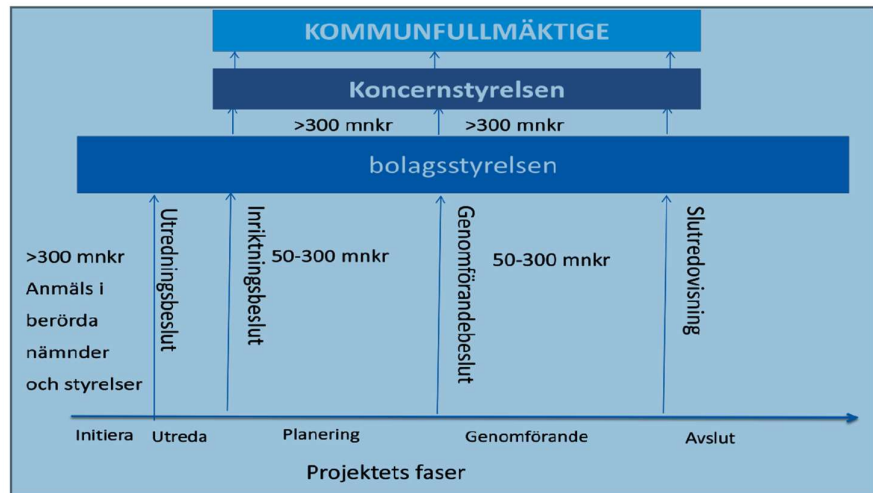 KOMMUNFULLMÄKTIGE
Koncernstyrelsen
>300 mnkr >300 mnkr
bolagsstyrelsen
>300 mnkr
Anmäls i
berörda
nämnder
och styrelser
Utredningsbeslut
Inriktningsbeslut
50-300 mnkr
Genomförandebeslut
50-300 mnkr
Slutredovisning
Initiera Utreda Planering Genomförande Avslut
Projektets faser